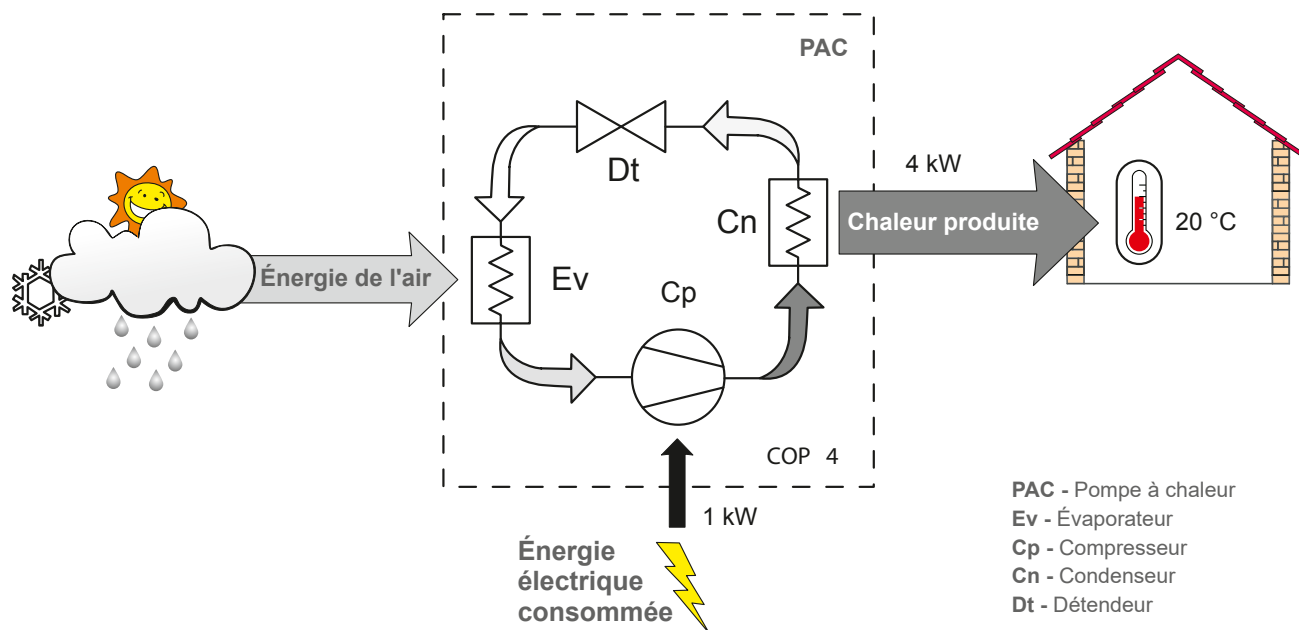 PAC
Dt
4 kW
Cn
Chaleur produite
20 °C
Énergie de l'air
Ev
Cp
COP 4
1 kW
Énergie
électrique
consommée
PAC - Pompe à chaleur
Ev - Évaporateur
Cp - Compresseur
Cn - Condenseur
Dt - Détendeur